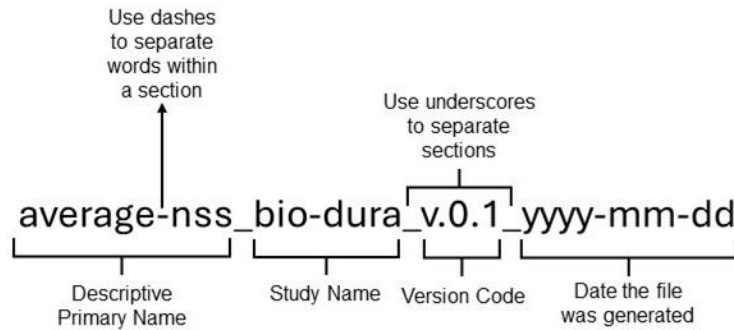 Use dashes
to separate
words within
a section
Use underscores
to separate
sections
average-nss_bio-dura_v.0.1_yyyy-mm-dd
Descriptive
Primary Name
Study Name
Version Code
Date the file
was generated